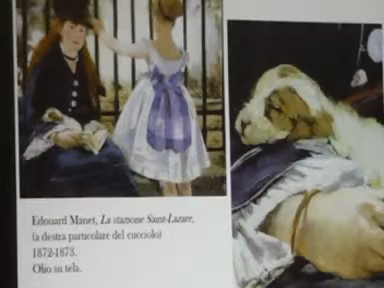 Edouard Manet, La stazione Saint-Lazare,
(a destra particolare del cucciolo)
1872-1873.
Olio su tela.